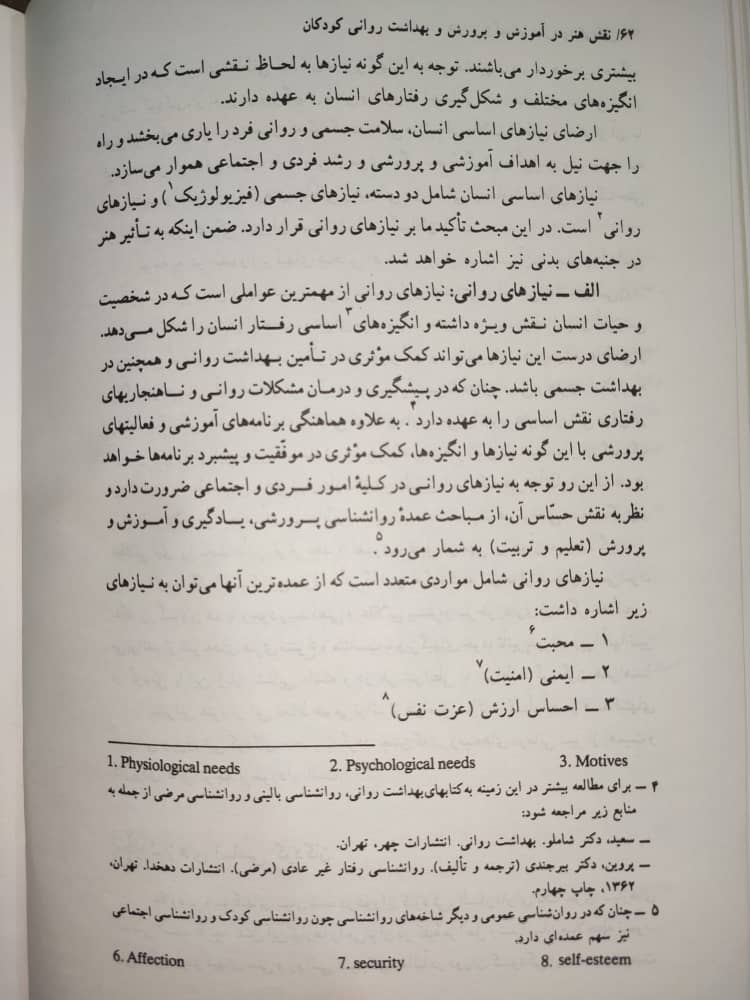 ۶۲/ نقش هنر در آموزش و پرورش و بهداشت روانی کودکان
بیشتری برخوردار می‌باشند. توجه به این گونه نیازها به لحاظ نقشی است که در ایجاد
انگیزه‌های مختلف و شکل‌گیری رفتارهای انسان به عهده دارند.
ارضای نیازهای اساسی انسان، سلامت جسمی و روانی فرد را یاری می‌بخشد و راه
را جهت نیل به اهداف آموزشی و پرورشی و رشد فردی و اجتماعی هموار می‌سازد.
نیازهای اساسی انسان شامل دو دسته، نیازهای جسمی (فیزیولوژیک۱) و نیازهای
روانی۲ است. در این مبحث تأکید ما بر نیازهای روانی قرار دارد. ضمن اینکه به تأثیر هنر
در جنبه‌های بدنی نیز اشاره خواهد شد.
الف ــ نیازهای روانی: نیازهای روانی از مهمترین عواملی است که در شخصیت
و حیات انسان نقش ویژه داشته و انگیزه‌های۳ اساسی رفتار انسان را شکل می‌دهد.
ارضای درست این نیازها می‌تواند کمک مؤثری در تأمین بهداشت روانی و همچنین در
بهداشت جسمی باشد. چنان که در پیشگیری و درمان مشکلات روانی و ناهنجاریهای
رفتاری نقش اساسی را به عهده دارد۴. به علاوه هماهنگی برنامه‌های آموزشی و فعالیتهای
پرورشی با این گونه نیازها و انگیزه‌ها، کمک مؤثری در موفّقیت و پیشبرد برنامه‌ها خواهد
بود. از این رو توجه به نیازهای روانی در کلیهٔ امور فردی و اجتماعی ضرورت دارد و
نظر به نقش حسّاس آن، از مباحث عمدهٔ روانشناسی پرورشی، یادگیری و آموزش و
پرورش (تعلیم و تربیت) به شمار می‌رود۵.
نیازهای روانی شامل مواردی متعدد است که از عمده‌ترین آنها می‌توان به نیازهای
زیر اشاره داشت:
۱ ــ محبت۶
۲ ــ ایمنی (امنیت)۷
۳ ــ احساس ارزش (عزت نفس)۸
1. Physiological needs 2. Psychological needs 3. Motives
۴ ــ برای مطالعه بیشتر در این زمینه به کتابهای بهداشت روانی، روانشناسی بالینی و روانشناسی مرضی از جمله به
منابع زیر مراجعه شود:
ــ سعید، دکتر شاملو. بهداشت روانی. انتشارات چهر، تهران.
ــ پروین، دکتر بیرجندی (ترجمه و تألیف). روانشناسی رفتار غیر عادی (مرضی). انتشارات دهخدا. تهران،
۱۳۶۲، چاپ چهارم.
۵ ــ چنان که در روان‌شناسی عمومی و دیگر شاخه‌های روانشناسی چون روانشناسی کودک و روانشناسی اجتماعی
نیز سهم عمده‌ای دارد.
6. Affection 7. security 8. self-esteem